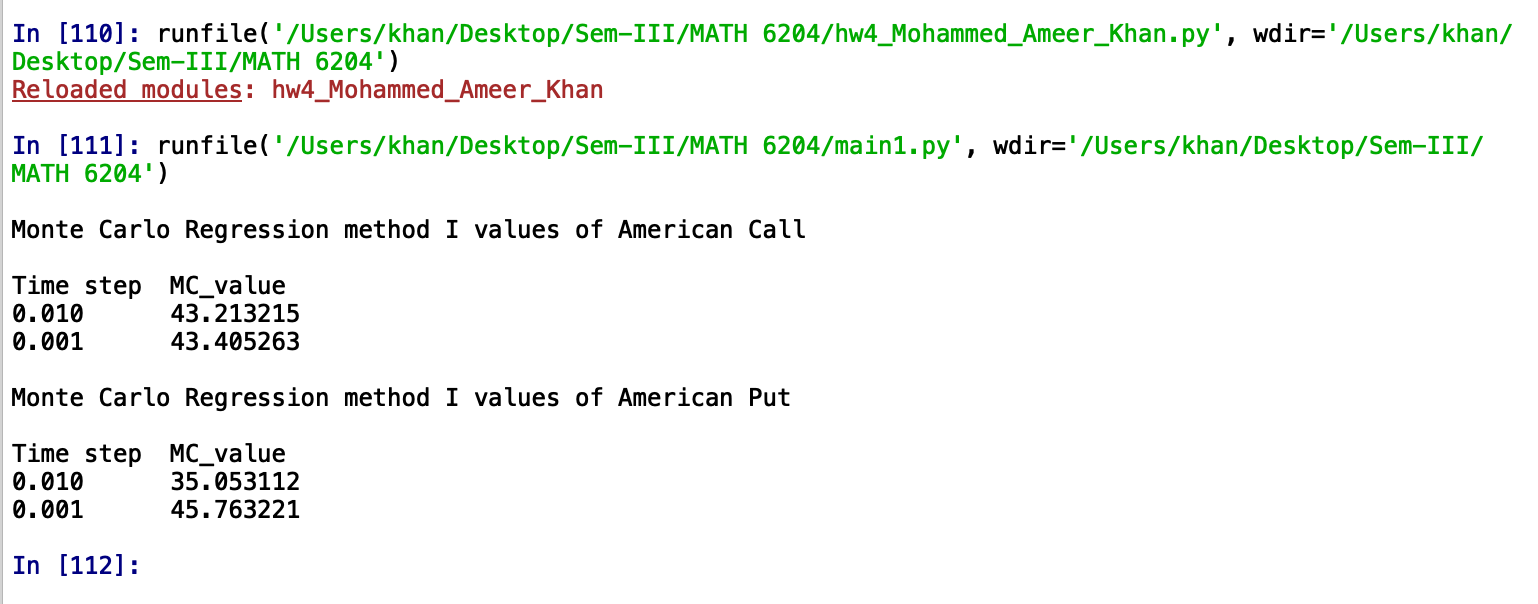 In [110]: runfile('/Users/khan/Desktop/Sem-III/MATH 6204/hw4_Mohammed_Ameer_Khan.py', wdir='/Users/khan/
Desktop/Sem-III/MATH 6204')
Reloaded modules: hw4_Mohammed_Ameer_Khan
In [111]: runfile('/Users/khan/Desktop/Sem-III/MATH 6204/main1.py', wdir='/Users/khan/Desktop/Sem-III/
MATH 6204')
Monte Carlo Regression method I values of American Call
Time step  MC_value
0.010      43.213215
0.001      43.405263
Monte Carlo Regression method I values of American Put
Time step  MC_value
0.010      35.053112
0.001      45.763221
In [112]: